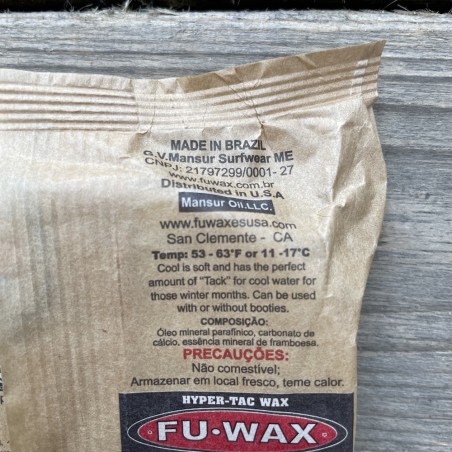 MADE IN BRAZIL
G.V.Mansur Surfwear ME
CNPJ: 21797299/0001- 27
www.fuwax.com.br
Distributed in U.S.A
Mansur Oil.LLC.
www.fuwaxesusa.com
San Clemente - CA
Temp: 53 - 63°F or 11 -17°C
Cool is soft and has the perfect
amount of "Tack" for cool water for
those winter months. Can be used
with or without booties.
COMPOSIÇÃO:
Óleo mineral parafínico, carbonato de
cálcio, essência mineral de framboesa.
PRECAUÇÕES:
Não comestível;
Armazenar em local fresco, teme calor.
HYPER-TAC WAX
FU•WAX